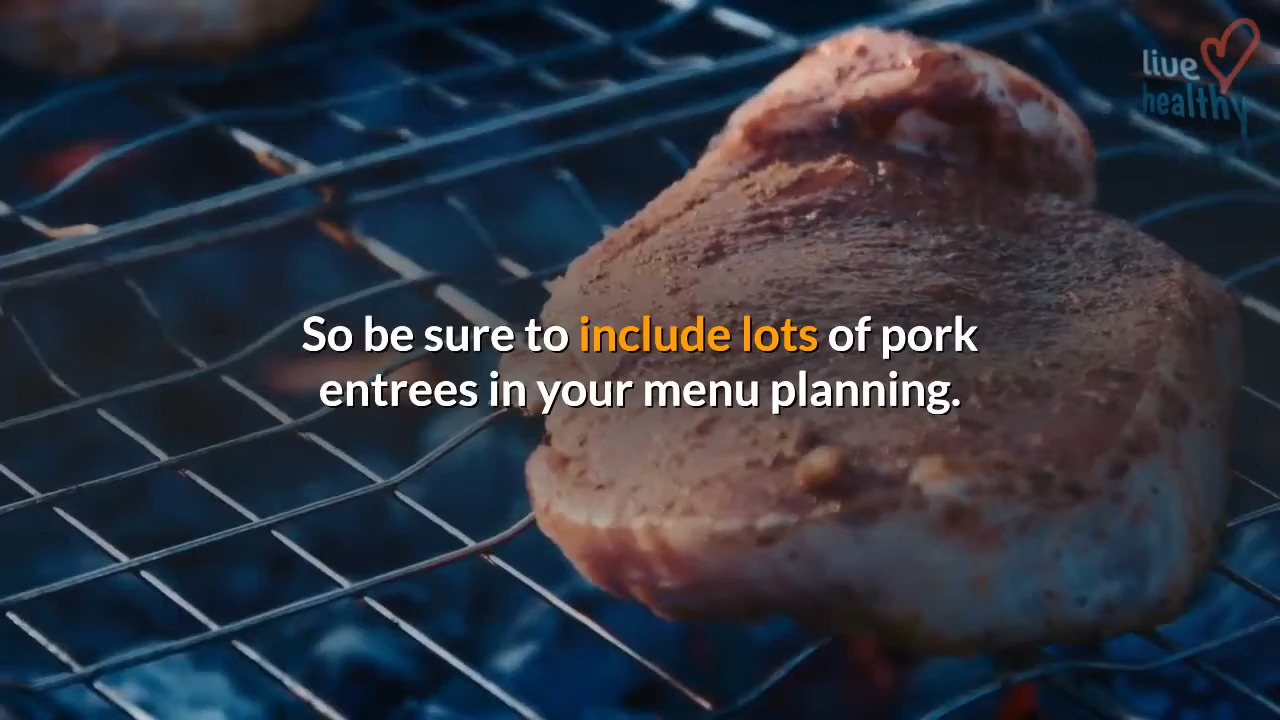 live
healthy
So be sure to include lots of pork
entrees in your menu planning.